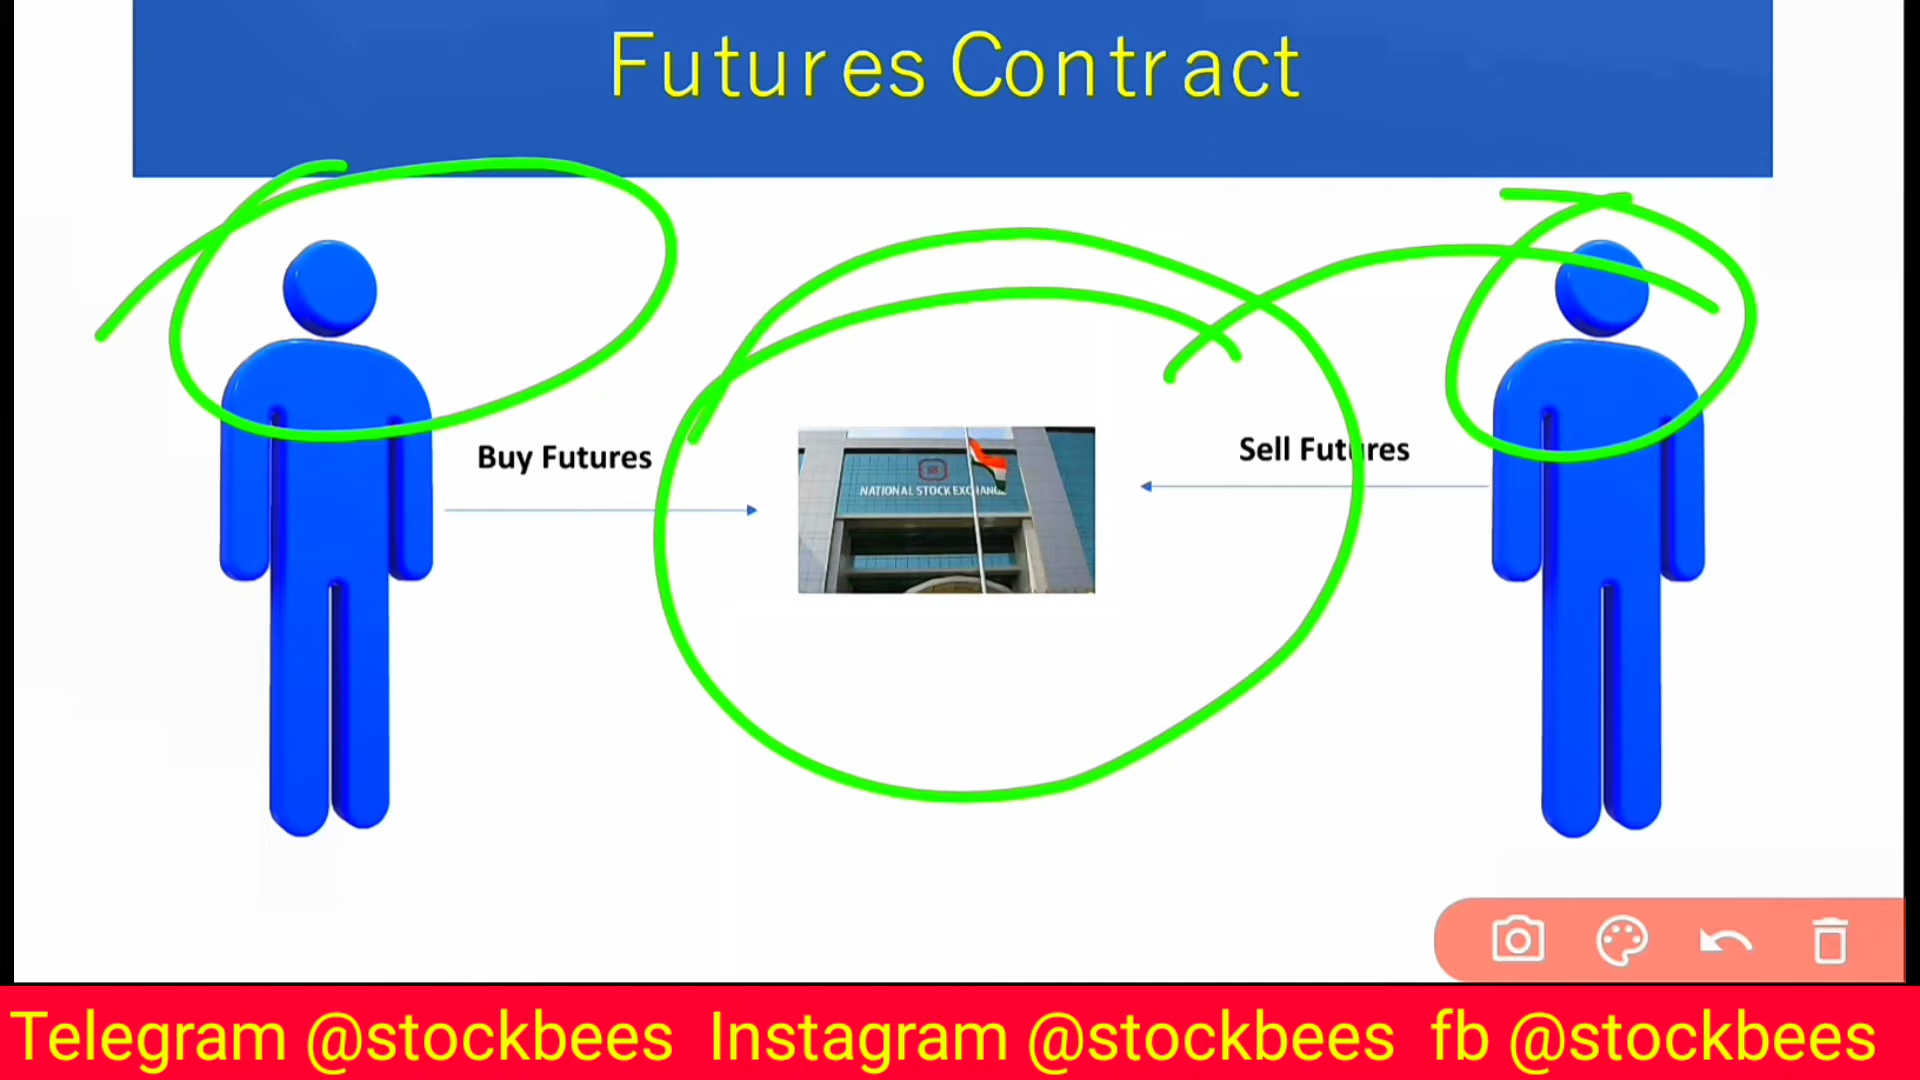 Futures Contract
Buy Futures
Sell Futures
NATIONAL STOCK EXCHANGE
Telegram @stockbees Instagram @stockbees fb @stockbees